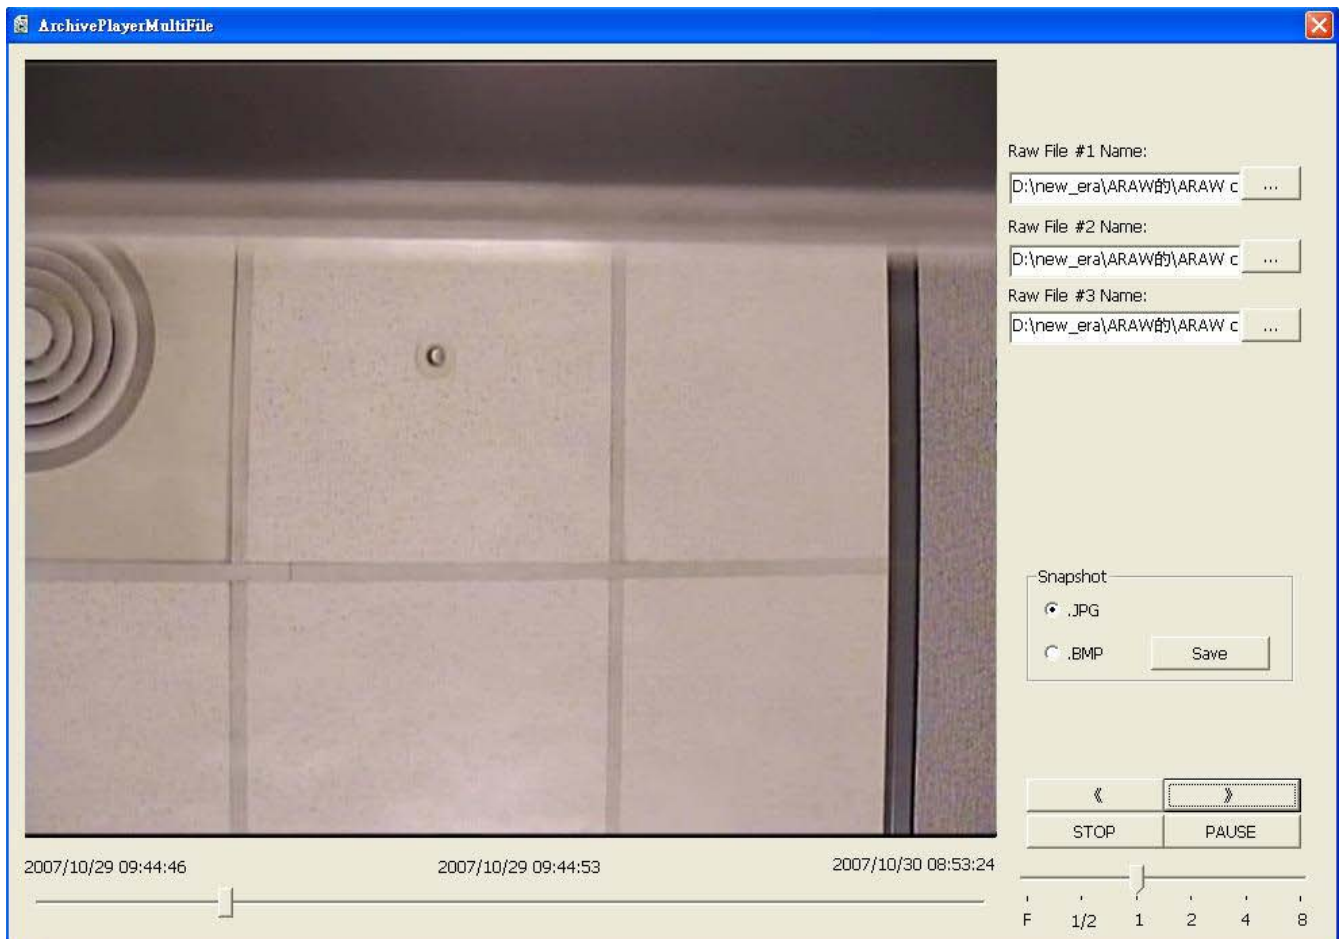 ArchivePlayerMultiFile
Raw File #1 Name:
D:\new_era\ARAW的\ARAW c ...
Raw File #2 Name:
D:\new_era\ARAW的\ARAW c ...
Raw File #3 Name:
D:\new_era\ARAW的\ARAW c ...
Snapshot
.JPG
.BMP Save
《 》
STOP PAUSE
2007/10/29 09:44:46 2007/10/29 09:44:53 2007/10/30 08:53:24
F 1/2 1 2 4 8